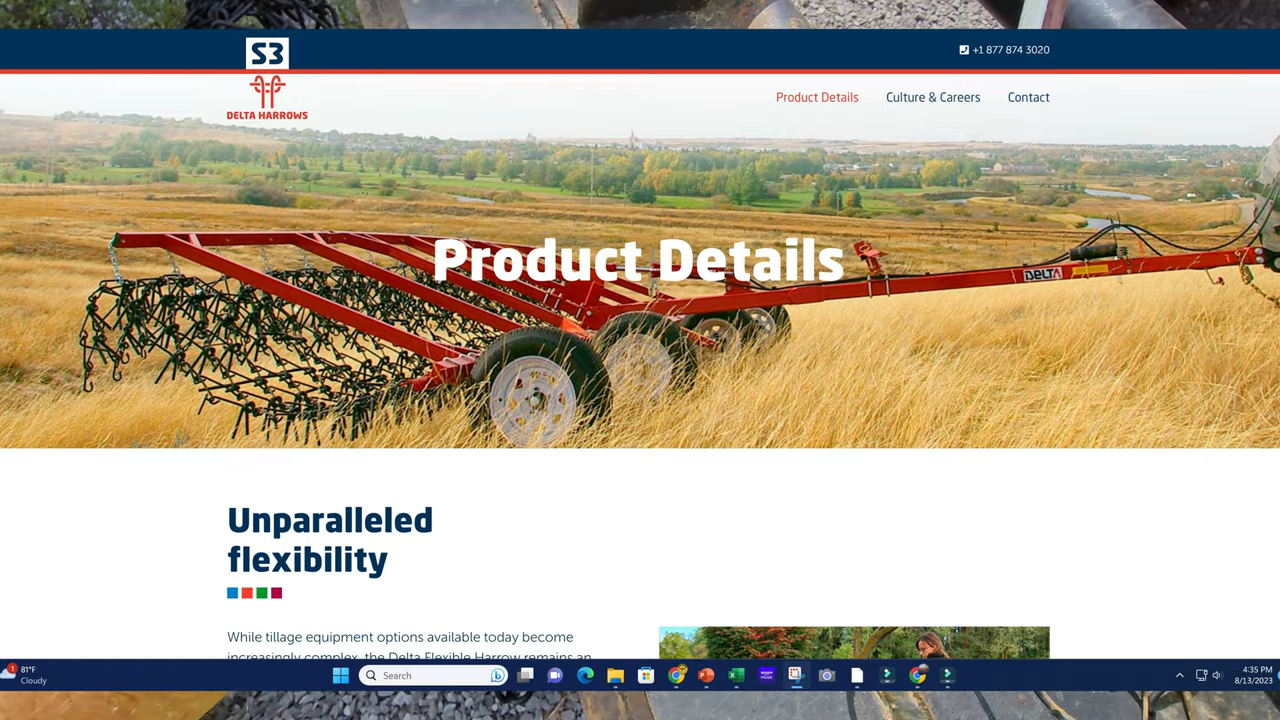 S3
+1 877 874 3020
DELTA HARROWS
Product Details
Culture & Careers
Contact
Product Details
DELTA
Unparalleled
flexibility
While tillage equipment options available today become
increasingly complex, the Delta Flexible Harrow remains an
1
81°F
Cloudy
Search
4:35 PM
8/13/2023